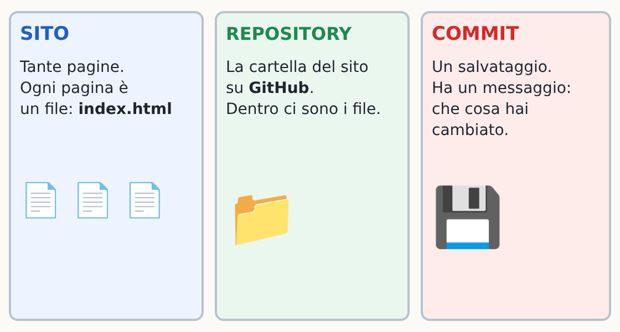 SITO
Tante pagine.
Ogni pagina è
un file: index.html
REPOSITORY
La cartella del sito
su GitHub.
Dentro ci sono i file.
COMMIT
Un salvataggio.
Ha un messaggio:
che cosa hai
cambiato.